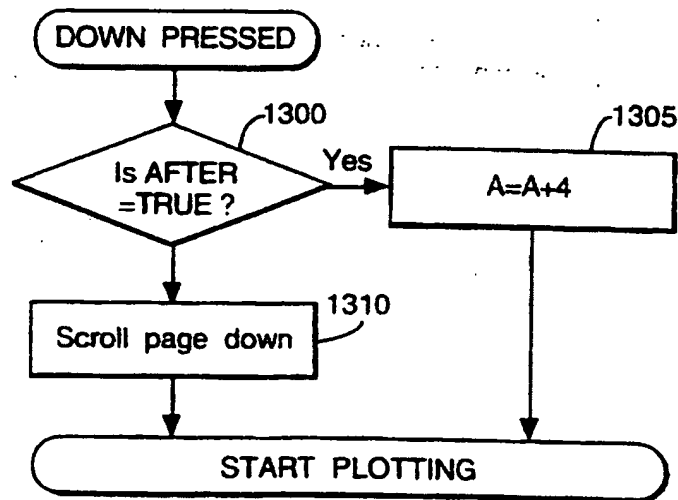 DOWN PRESSED
1300
Is AFTER
=TRUE ?
Yes
1305
A=A+4
1310
Scroll page down
START PLOTTING